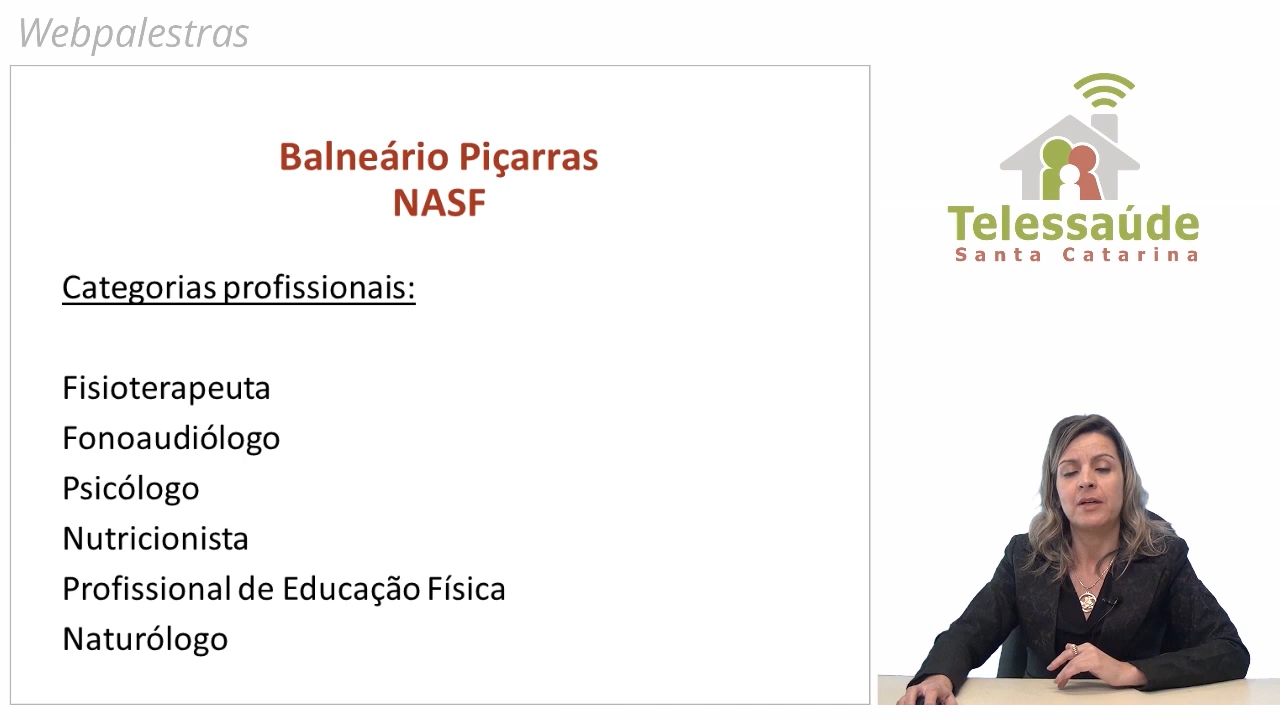 Webpalestras
Balneário Piçarras
NASF
Categorias profissionais:
Fisioterapeuta
Fonoaudiólogo
Psicólogo
Nutricionista
Profissional de Educação Física
Naturólogo
Telessaúde
Santa Catarina